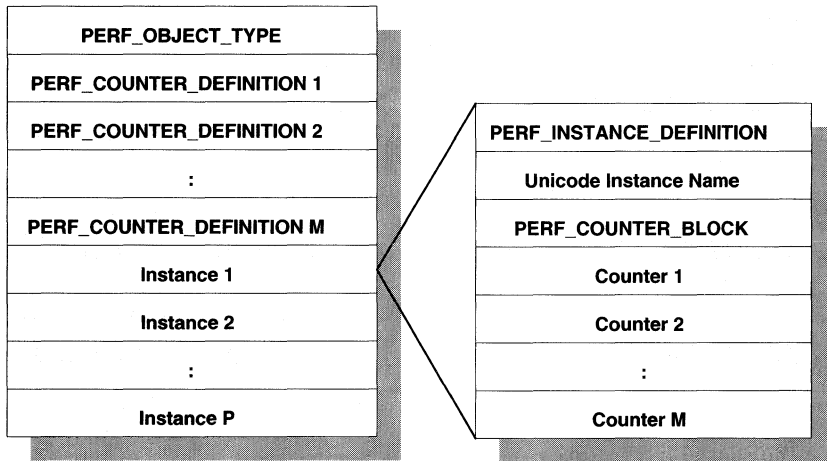 PERF_OBJECT_TYPE
PERF_COUNTER_DEFINITION 1
PERF_COUNTER_DEFINITION 2
:
PERF_COUNTER_DEFINITION M
Instance 1
Instance 2
:
Instance P
PERF_INSTANCE_DEFINITION
Unicode Instance Name
PERF_COUNTER_BLOCK
Counter 1
Counter 2
:
Counter M